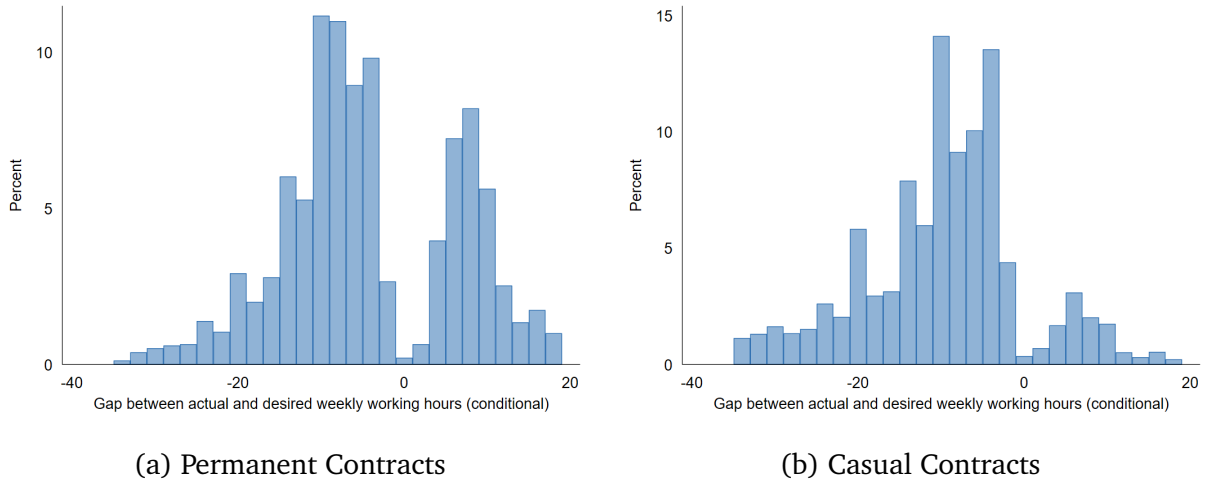 10
5
0
Percent
-40
-20
0
20
Gap between actual and desired weekly working hours (conditional)
(a) Permanent Contracts
15
10
5
0
Percent
-40
-20
0
20
Gap between actual and desired weekly working hours (conditional)
(b) Casual Contracts